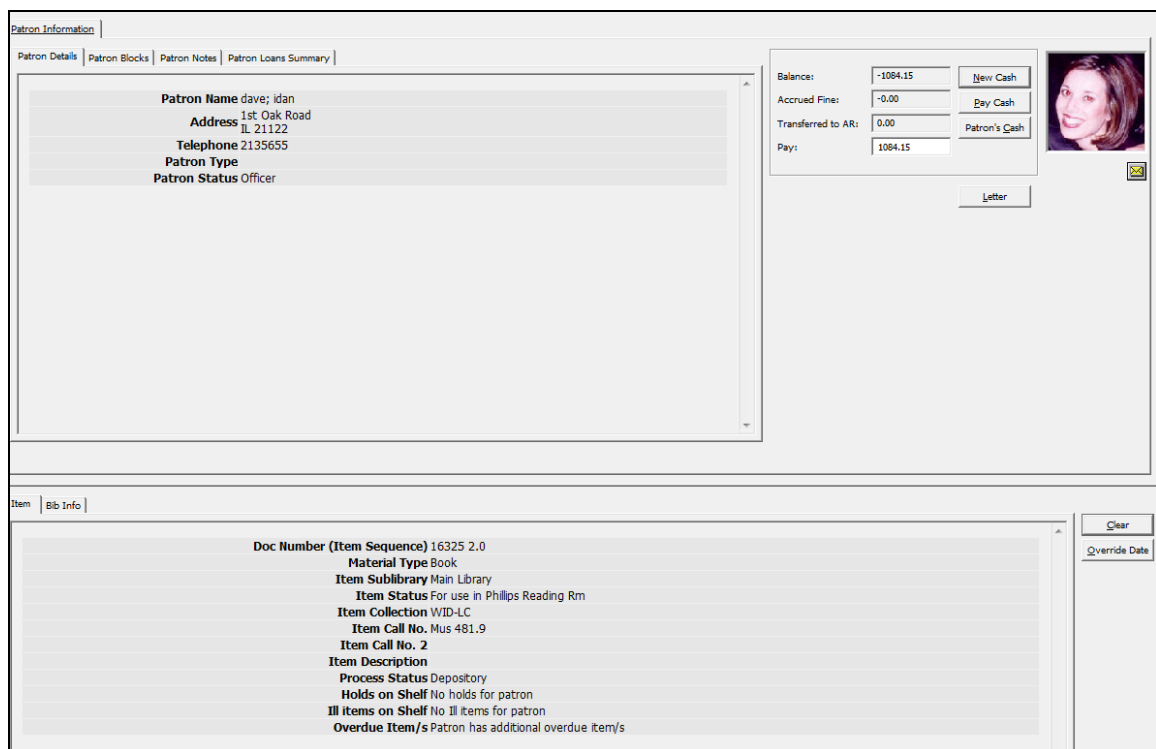 Patron Information
Patron Details Patron Blocks Patron Notes Patron Loans Summary
Patron Name dave; idan
Address 1st Oak Road
IL 21122
Telephone 2135655
Patron Type
Patron Status Officer
Balance: -1084.15 New Cash
Accrued Fine: -0.00 Pay Cash
Transferred to AR: 0.00 Patron's Cash
Pay: 1084.15
Letter
Item Bib Info
Clear
Override Date
Doc Number (Item Sequence) 16325 2.0
Material Type Book
Item Sublibrary Main Library
Item Status For use in Phillips Reading Rm
Item Collection WID-LC
Item Call No. Mus 481.9
Item Call No. 2
Item Description
Process Status Depository
Holds on Shelf No holds for patron
Ill items on Shelf No Ill items for patron
Overdue Item/s Patron has additional overdue item/s